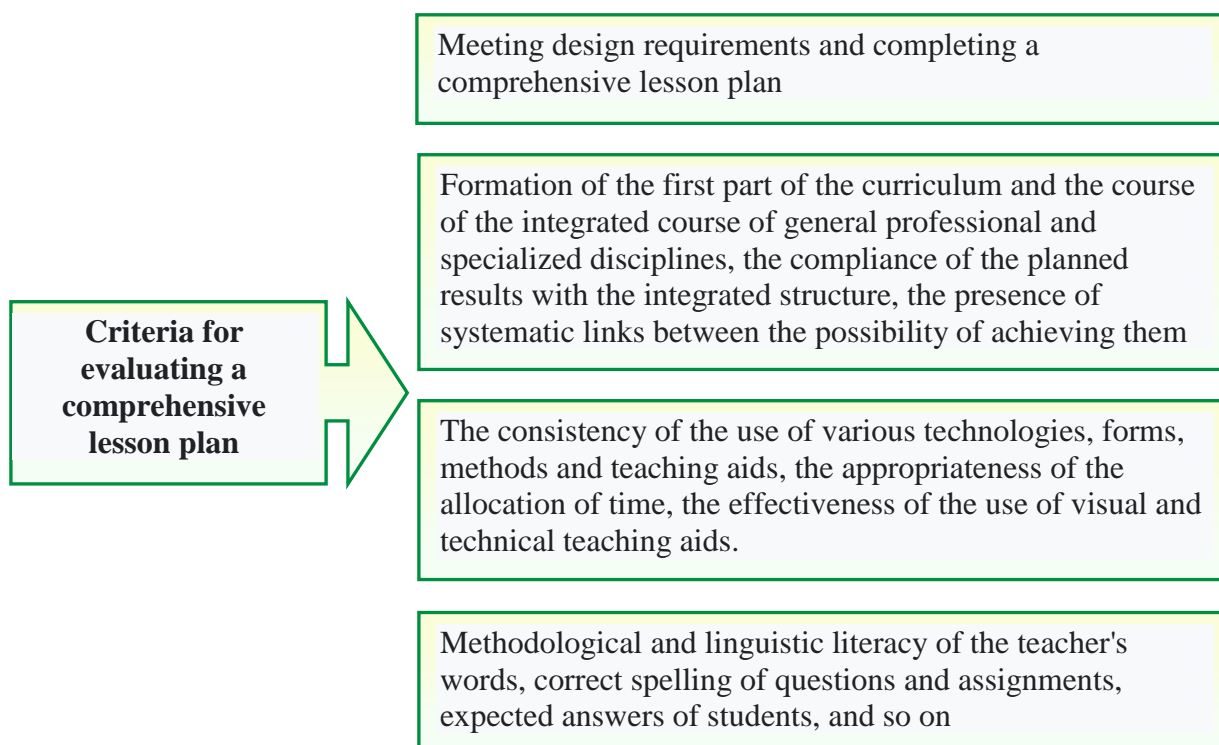 Meeting design requirements and completing a
comprehensive lesson plan
Formation of the first part of the curriculum and the course
of the integrated course of general professional and
specialized disciplines, the compliance of the planned
results with the integrated structure, the presence of
systematic links between the possibility of achieving them
Criteria for
evaluating a
comprehensive
lesson plan
The consistency of the use of various technologies, forms,
methods and teaching aids, the appropriateness of the
allocation of time, the effectiveness of the use of visual and
technical teaching aids.
Methodological and linguistic literacy of the teacher's
words, correct spelling of questions and assignments,
expected answers of students, and so on